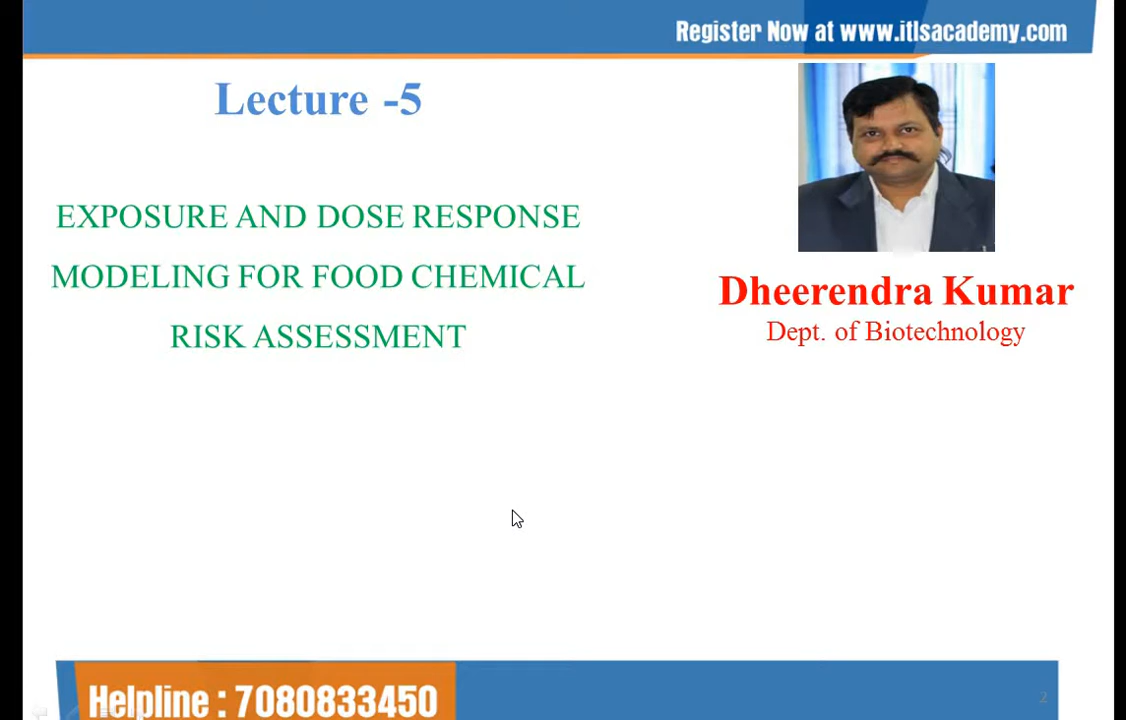 Register Now at www.itlsacademy.com
Lecture -5
EXPOSURE AND DOSE RESPONSE
MODELING FOR FOOD CHEMICAL
RISK ASSESSMENT
Dheerendra Kumar
Dept. of Biotechnology
Helpline : 7080833450
2